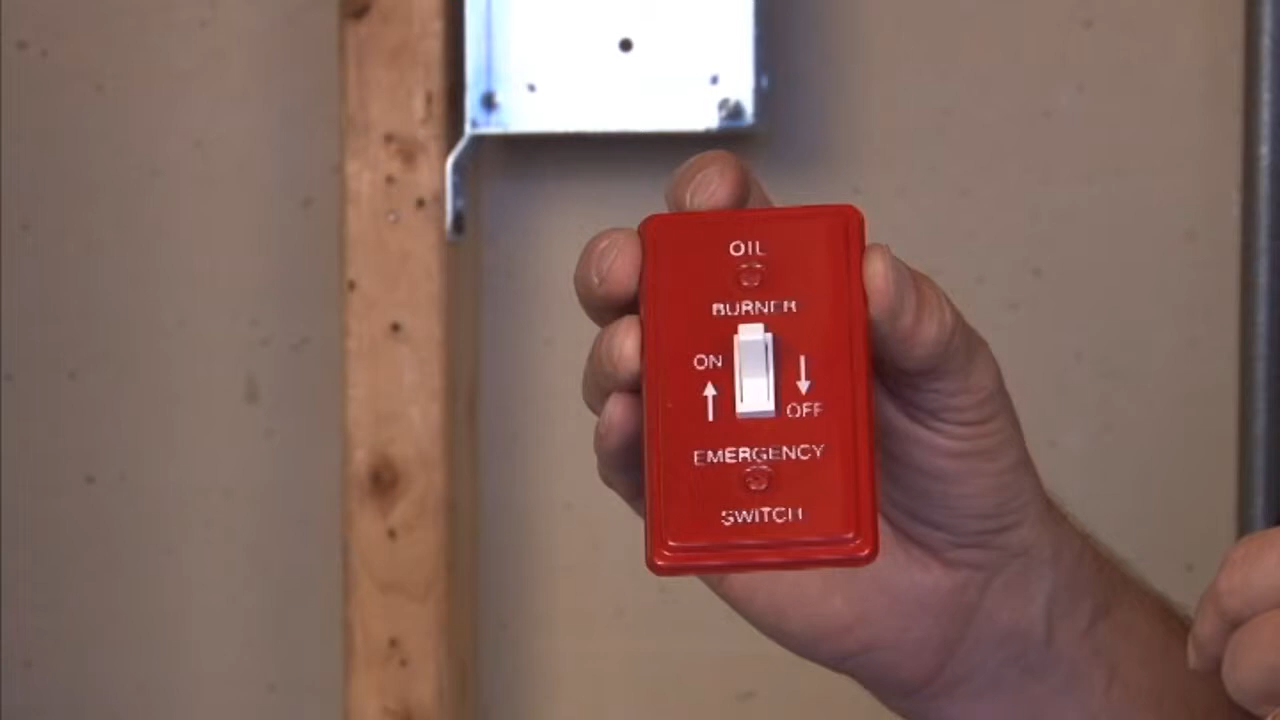 OIL
BURNER
ON
OFF
EMERGENCY
SWITCH